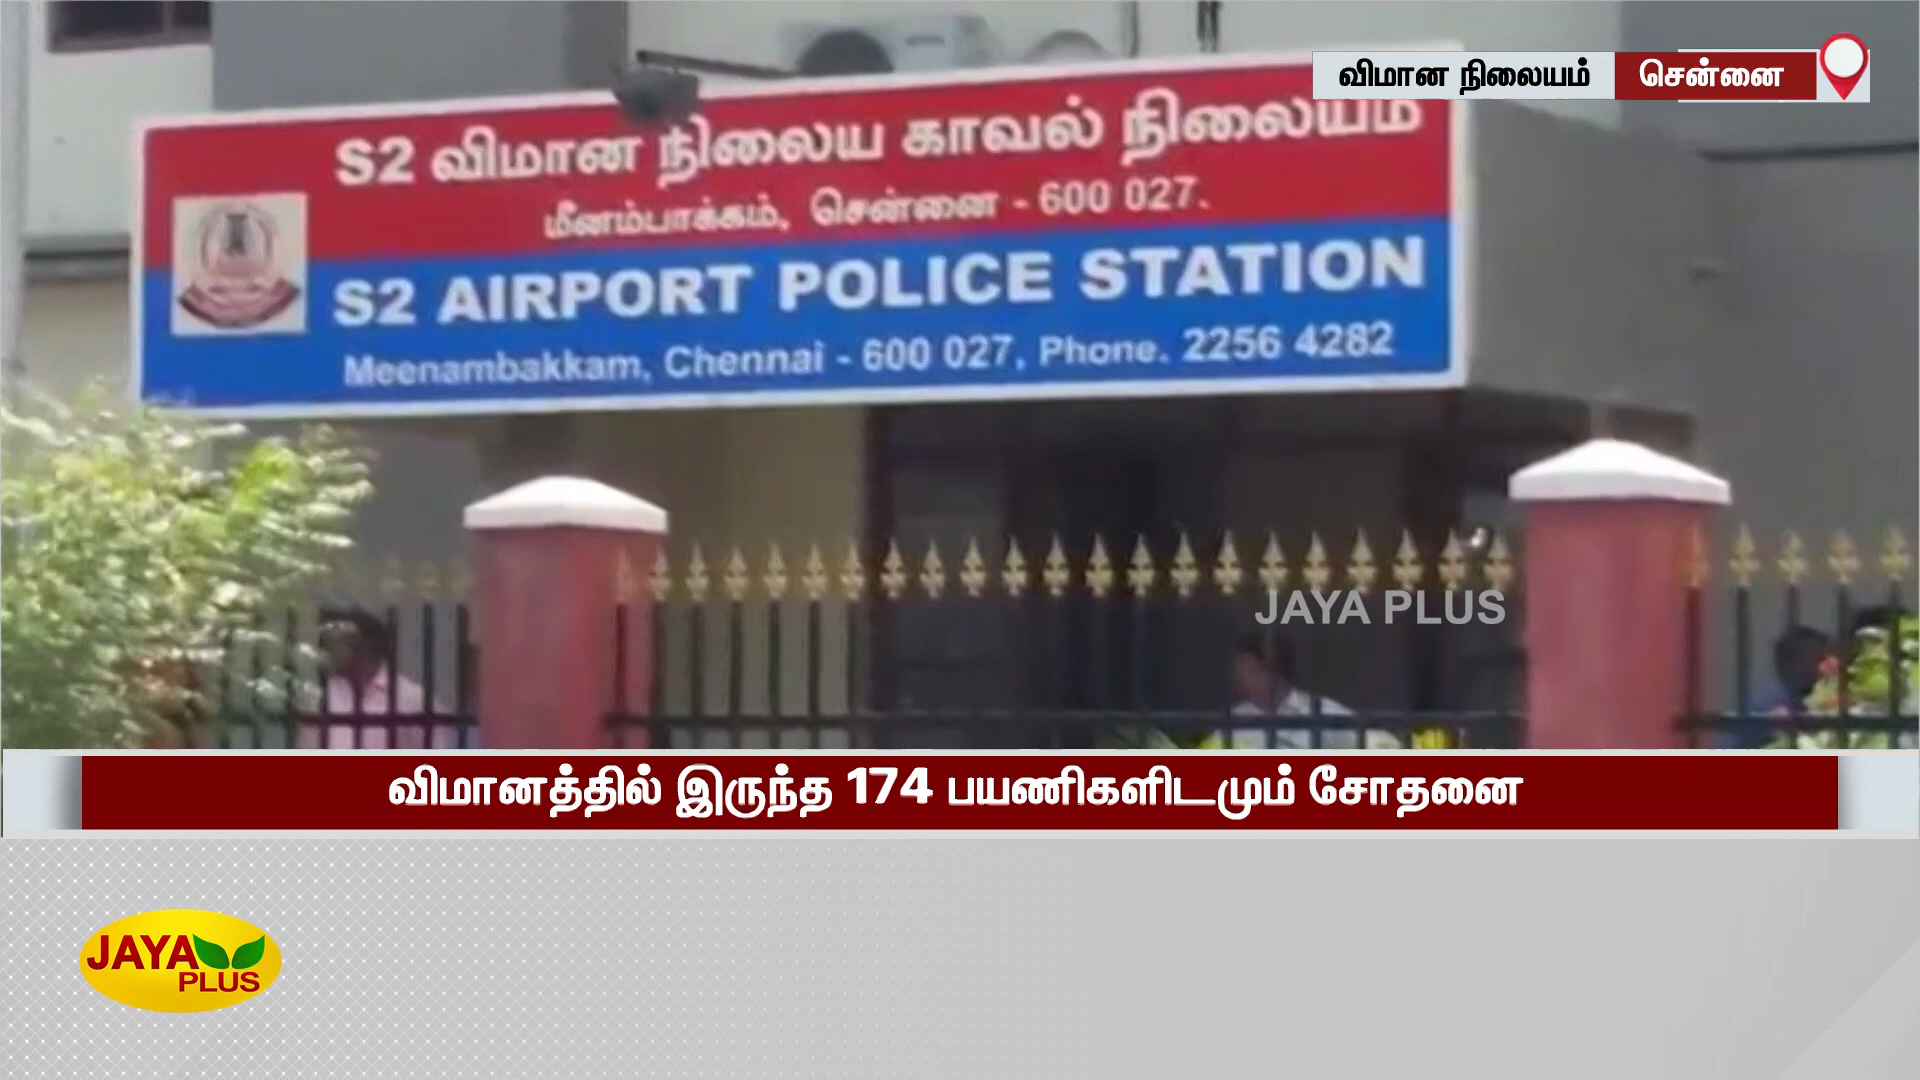 விமான நிலையம் சென்னை
S2 விமான நிலைய காவல் நிலையம்
மீனம்பாக்கம், சென்னை - 600 027.
S2 AIRPORT POLICE STATION
Meenambakkam, Chennai - 600 027, Phone. 2256 4282
JAYA PLUS
விமானத்தில் இருந்த 174 பயணிகளிடமும் சோதனை
JAYA
PLUS